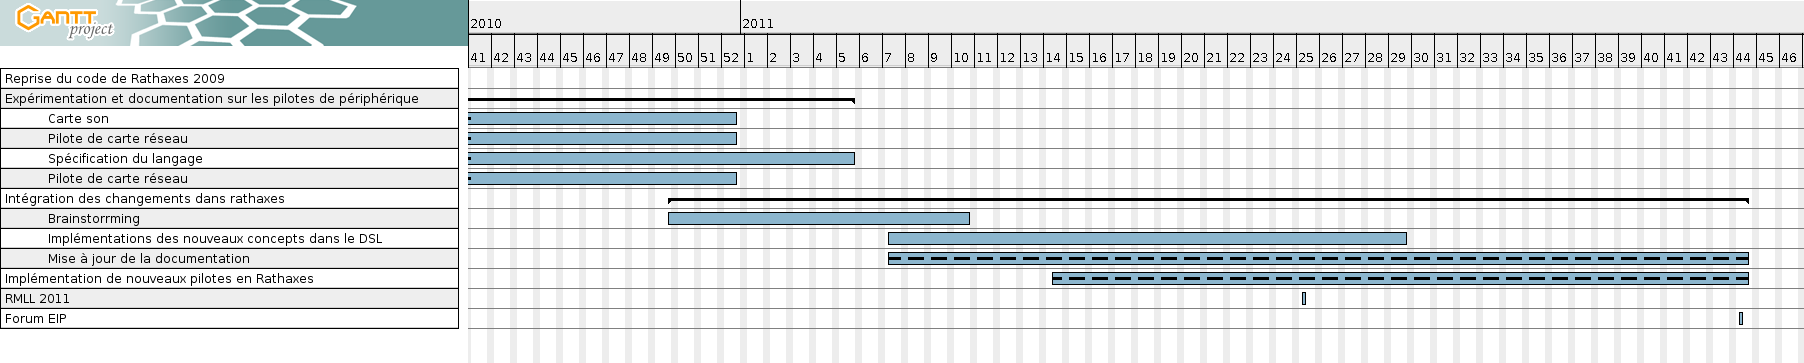 GANTT
project
2010 2011
41 42 43 44 45 46 47 48 49 50 51 52 1 2 3 4 5 6 7 8 9 10 11 12 13 14 15 16 17 18 19 20 21 22 23 24 25 26 27 28 29 30 31 32 33 34 35 36 37 38 39 40 41 42 43 44 45 46
Reprise du code de Rathaxes 2009
Expérimentation et documentation sur les pilotes de périphérique
Carte son
Pilote de carte réseau
Spécification du langage
Pilote de carte réseau
Intégration des changements dans rathaxes
Brainstorrming
Implémentations des nouveaux concepts dans le DSL
Mise à jour de la documentation
Implémentation de nouveaux pilotes en Rathaxes
RMLL 2011
Forum EIP